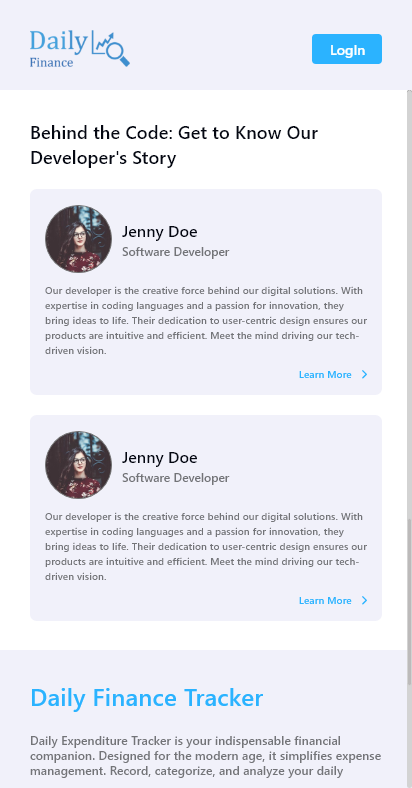 Daily
Finance
LogIn
Behind the Code: Get to Know Our
Developer's Story
Jenny Doe
Software Developer
Our developer is the creative force behind our digital solutions. With
expertise in coding languages and a passion for innovation, they
bring ideas to life. Their dedication to user-centric design ensures our
products are intuitive and efficient. Meet the mind driving our tech-
driven vision.
Learn More
Jenny Doe
Software Developer
Our developer is the creative force behind our digital solutions. With
expertise in coding languages and a passion for innovation, they
bring ideas to life. Their dedication to user-centric design ensures our
products are intuitive and efficient. Meet the mind driving our tech-
driven vision.
Learn More
Daily Finance Tracker
Daily Expenditure Tracker is your indispensable financial
companion. Designed for the modern age, it simplifies expense
management. Record, categorize, and analyze your daily